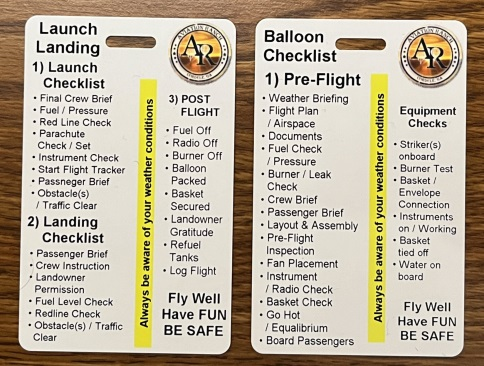 Launch
Landing
1) Launch
Checklist
• Final Crew Brief
• Fuel / Pressure
• Red Line Check
• Parachute
Check / Set
• Instrument Check
• Start Flight Tracker
• Passneger Brief
• Obstacle(s)
/ Traffic Clear
2) Landing
Checklist
• Passenger Brief
• Crew Instruction
• Landowner
Permission
• Fuel Level Check
• Redline Check
• Obstacle(s) / Traffic
Clear
Always be aware of your weather conditions
AVIATION RANCH
AR
3) POST
FLIGHT
• Fuel Off
• Radio Off
• Burner Off
• Balloon
Packed
• Basket
Secured
• Landowner
Gratitude
• Refuel
Tanks
• Log Flight
Fly Well
Have FUN
BE SAFE
Balloon
Checklist
1) Pre-Flight
• Weather Briefing
• Flight Plan
/ Airspace
• Documents
• Fuel Check
/ Pressure
• Burner / Leak
Check
• Crew Brief
• Passenger Brief
• Layout & Assembly
• Pre-Flight
Inspection
• Fan Placement
• Instrument
/ Radio Check
• Basket Check
• Go Hot
/ Equilibrium
• Board Passengers
Always be aware of your weather conditions
AVIATION RANCH
AR
Equipment
Checks
• Striker(s)
onboard
• Burner Test
• Basket /
Envelope
Connection
• Instruments
on / Working
• Basket
tied off
• Water on
board
Fly Well
Have FUN
BE SAFE